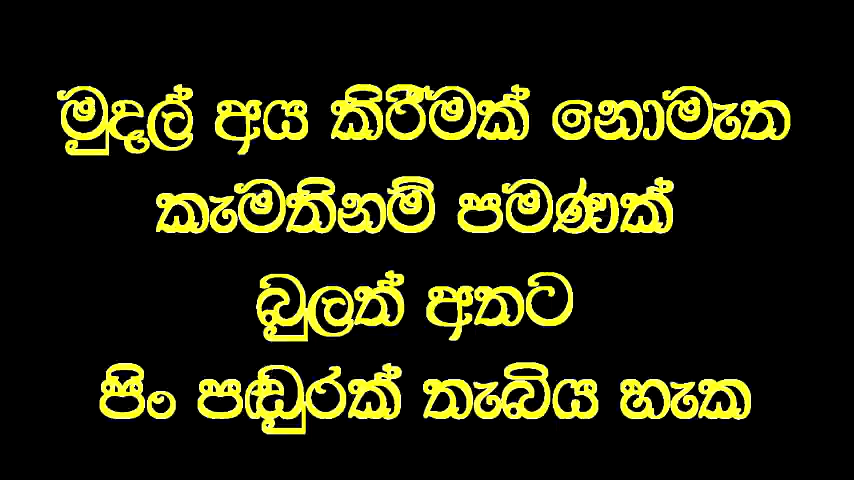 මුදල් අය කිරීමක් නොමැත
කැමතිනම් පමණක්
බුලත් අතට
පිං පඬුරක් තැබිය හැක